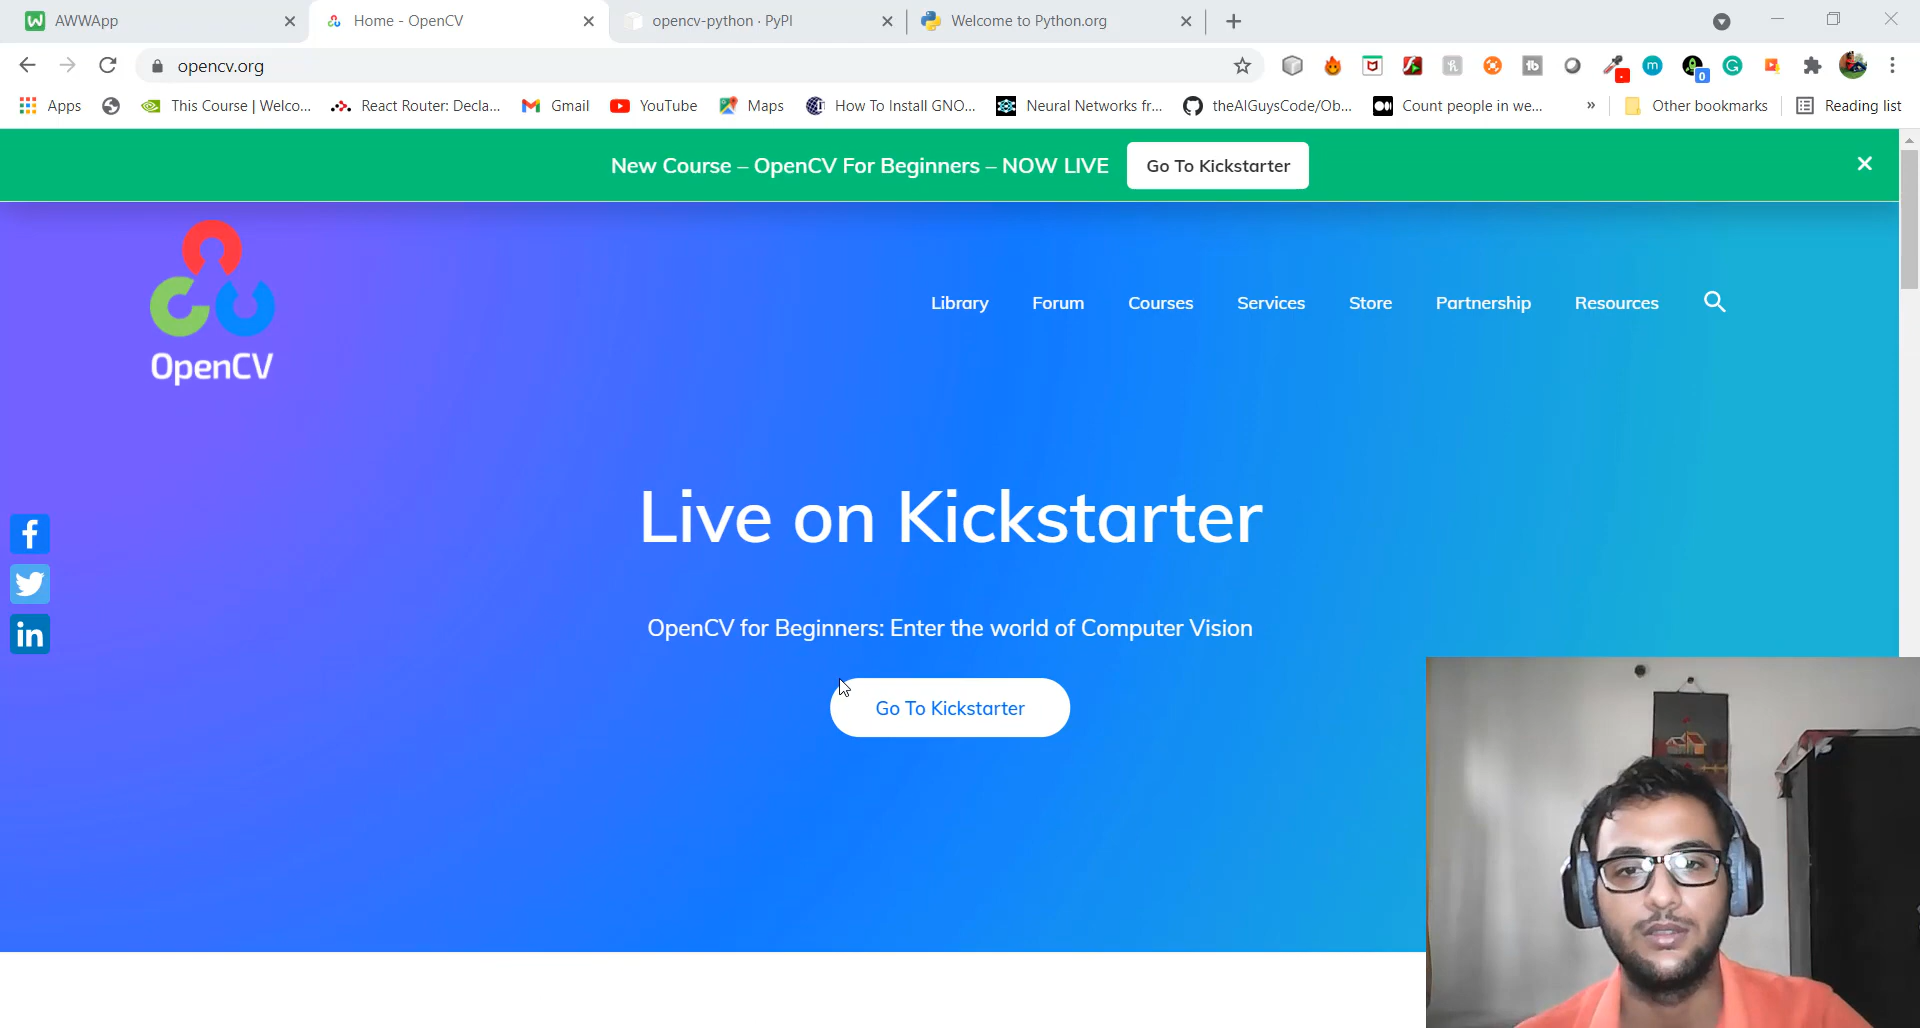 AWWApp
Home - OpenCV
opencv-python · PyPI
Welcome to Python.org
opencv.org
0
Apps
This Course | Welco...
React Router: Decla...
Gmail
YouTube
Maps
How To Install GNO...
Neural Networks fr...
theAIGuysCode/Ob...
Count people in we...
»
Other bookmarks
Reading list
New Course – OpenCV For Beginners – NOW LIVE
Go To Kickstarter
OpenCV
Library
Forum
Courses
Services
Store
Partnership
Resources
Live on Kickstarter
OpenCV for Beginners: Enter the world of Computer Vision
Go To Kickstarter